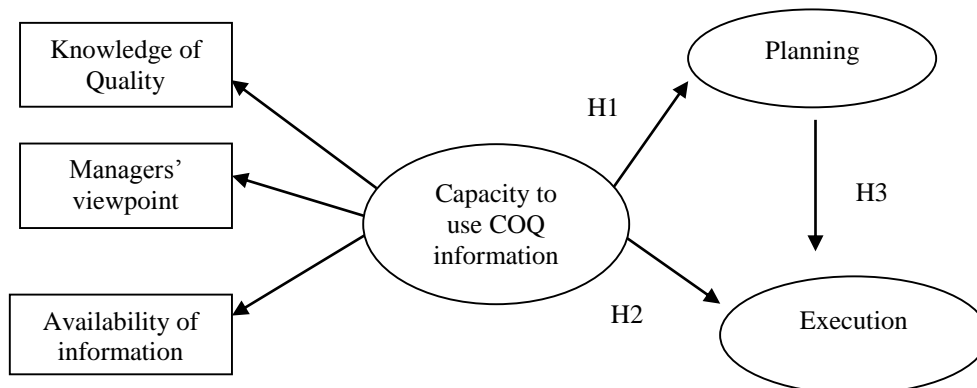 Knowledge of
Quality
Managers’
viewpoint
Availability of
information
Capacity to
use COQ
information
H1
H2
Planning
H3
Execution